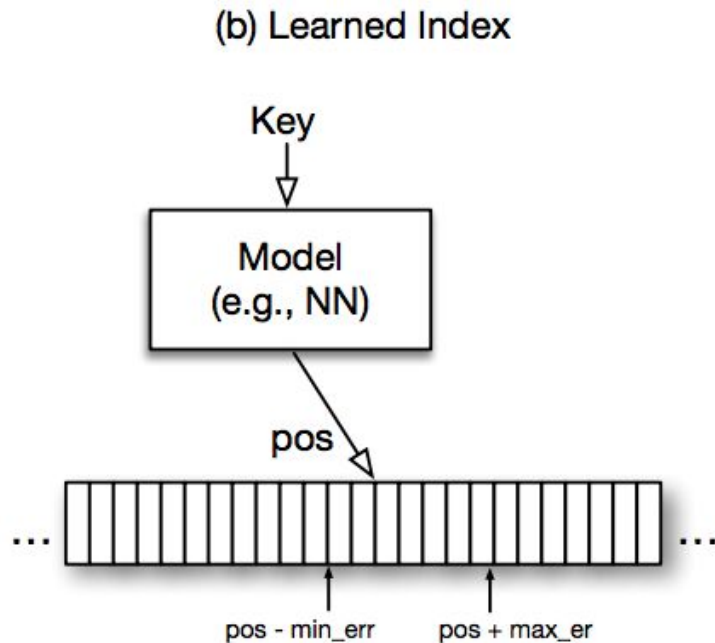 (b) Learned Index
Key
Model
(e.g., NN)
pos
... ...
pos - min_err pos + max_er